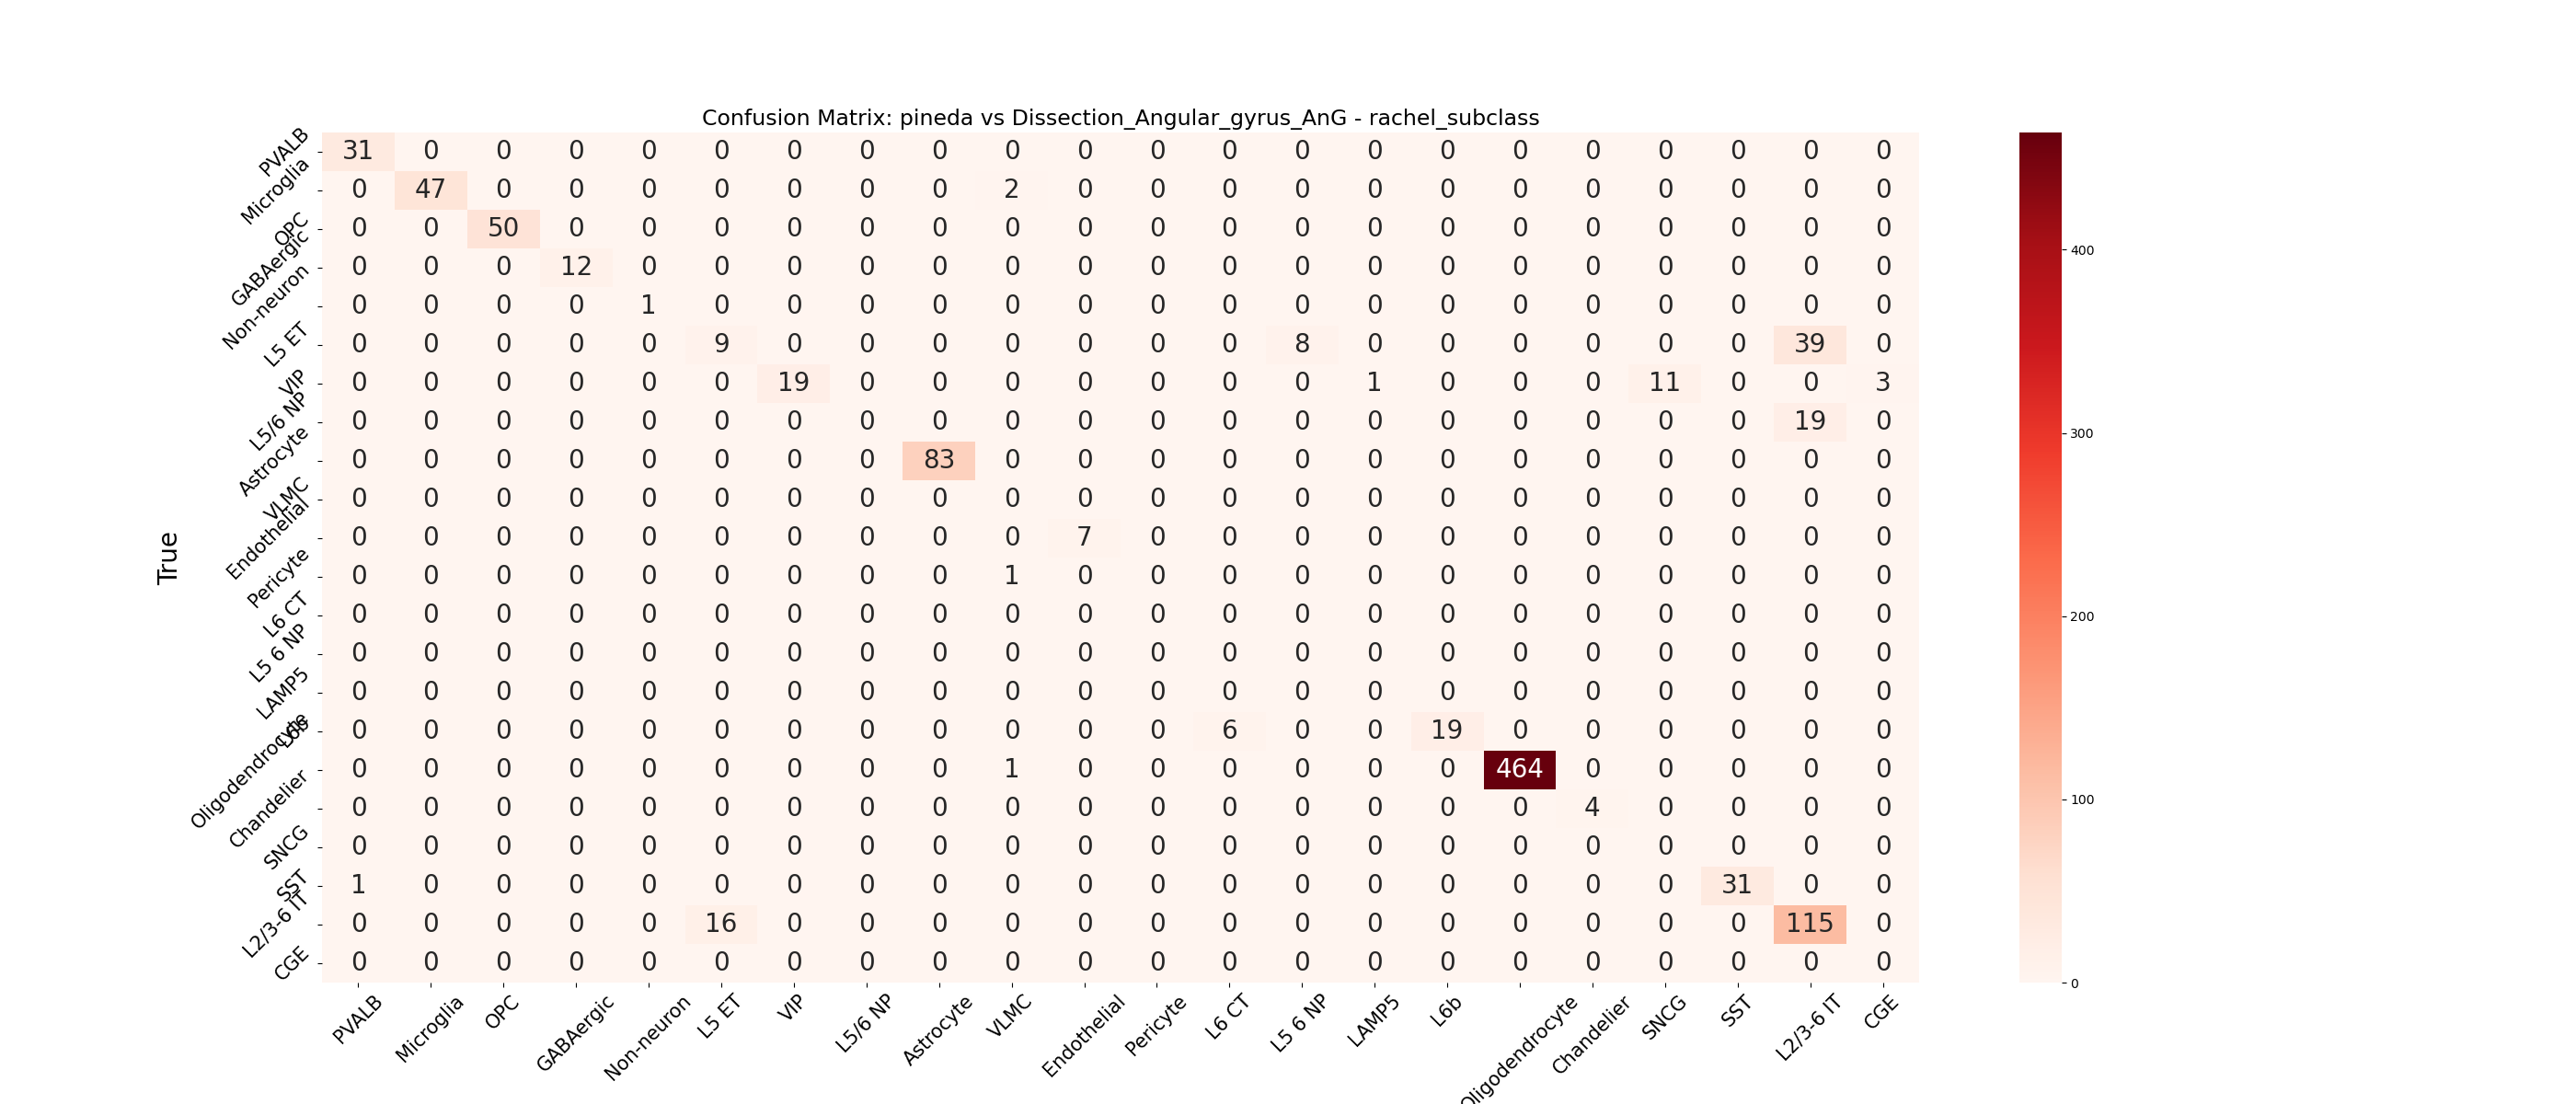 Confusion Matrix: pineda vs Dissection_Angular_gyrus_AnG - rachel_subclass
PVALB 31 0 0 0 0 0 0 0 0 0 0 0 0 0 0 0 0 0 0 0 0 0
Microglia 0 47 0 0 0 0 0 0 0 2 0 0 0 0 0 0 0 0 0 0 0 0
OPC 0 0 50 0 0 0 0 0 0 0 0 0 0 0 0 0 0 0 0 0 0 0
GABAergic 0 0 0 12 0 0 0 0 0 0 0 0 0 0 0 0 0 0 0 0 0 0
Non-neuron 0 0 0 0 1 0 0 0 0 0 0 0 0 0 0 0 0 0 0 0 0 0
L5 ET 0 0 0 0 0 9 0 0 0 0 0 0 0 8 0 0 0 0 0 0 39 0
VIP 0 0 0 0 0 0 19 0 0 0 0 0 0 0 1 0 0 0 11 0 0 3
L5/6 NP 0 0 0 0 0 0 0 0 0 0 0 0 0 0 0 0 0 0 0 0 19 0
Astrocyte 0 0 0 0 0 0 0 0 83 0 0 0 0 0 0 0 0 0 0 0 0 0
VLMC 0 0 0 0 0 0 0 0 0 0 0 0 0 0 0 0 0 0 0 0 0 0
Endothelial 0 0 0 0 0 0 0 0 0 0 7 0 0 0 0 0 0 0 0 0 0 0
Pericyte 0 0 0 0 0 0 0 0 0 1 0 0 0 0 0 0 0 0 0 0 0 0
L6 CT 0 0 0 0 0 0 0 0 0 0 0 0 0 0 0 0 0 0 0 0 0 0
L5 6 NP 0 0 0 0 0 0 0 0 0 0 0 0 0 0 0 0 0 0 0 0 0 0
LAMP5 0 0 0 0 0 0 0 0 0 0 0 0 0 0 0 0 0 0 0 0 0 0
L6b 0 0 0 0 0 0 0 0 0 0 0 0 6 0 0 19 0 0 0 0 0 0
Oligodendrocyte 0 0 0 0 0 0 0 0 0 1 0 0 0 0 0 0 464 0 0 0 0 0
Chandelier 0 0 0 0 0 0 0 0 0 0 0 0 0 0 0 0 0 4 0 0 0 0
SNCG 0 0 0 0 0 0 0 0 0 0 0 0 0 0 0 0 0 0 0 0 0 0
SST 1 0 0 0 0 0 0 0 0 0 0 0 0 0 0 0 0 0 0 31 0 0
L2/3-6 IT 0 0 0 0 0 16 0 0 0 0 0 0 0 0 0 0 0 0 0 0 115 0
CGE 0 0 0 0 0 0 0 0 0 0 0 0 0 0 0 0 0 0 0 0 0 0
True
PVALB Microglia OPC GABAergic Non-neuron L5 ET VIP L5/6 NP Astrocyte VLMC Endothelial Pericyte L6 CT L5 6 NP LAMP5 L6b Oligodendrocyte Chandelier SNCG SST L2/3-6 IT CGE
400
300
200
100
0